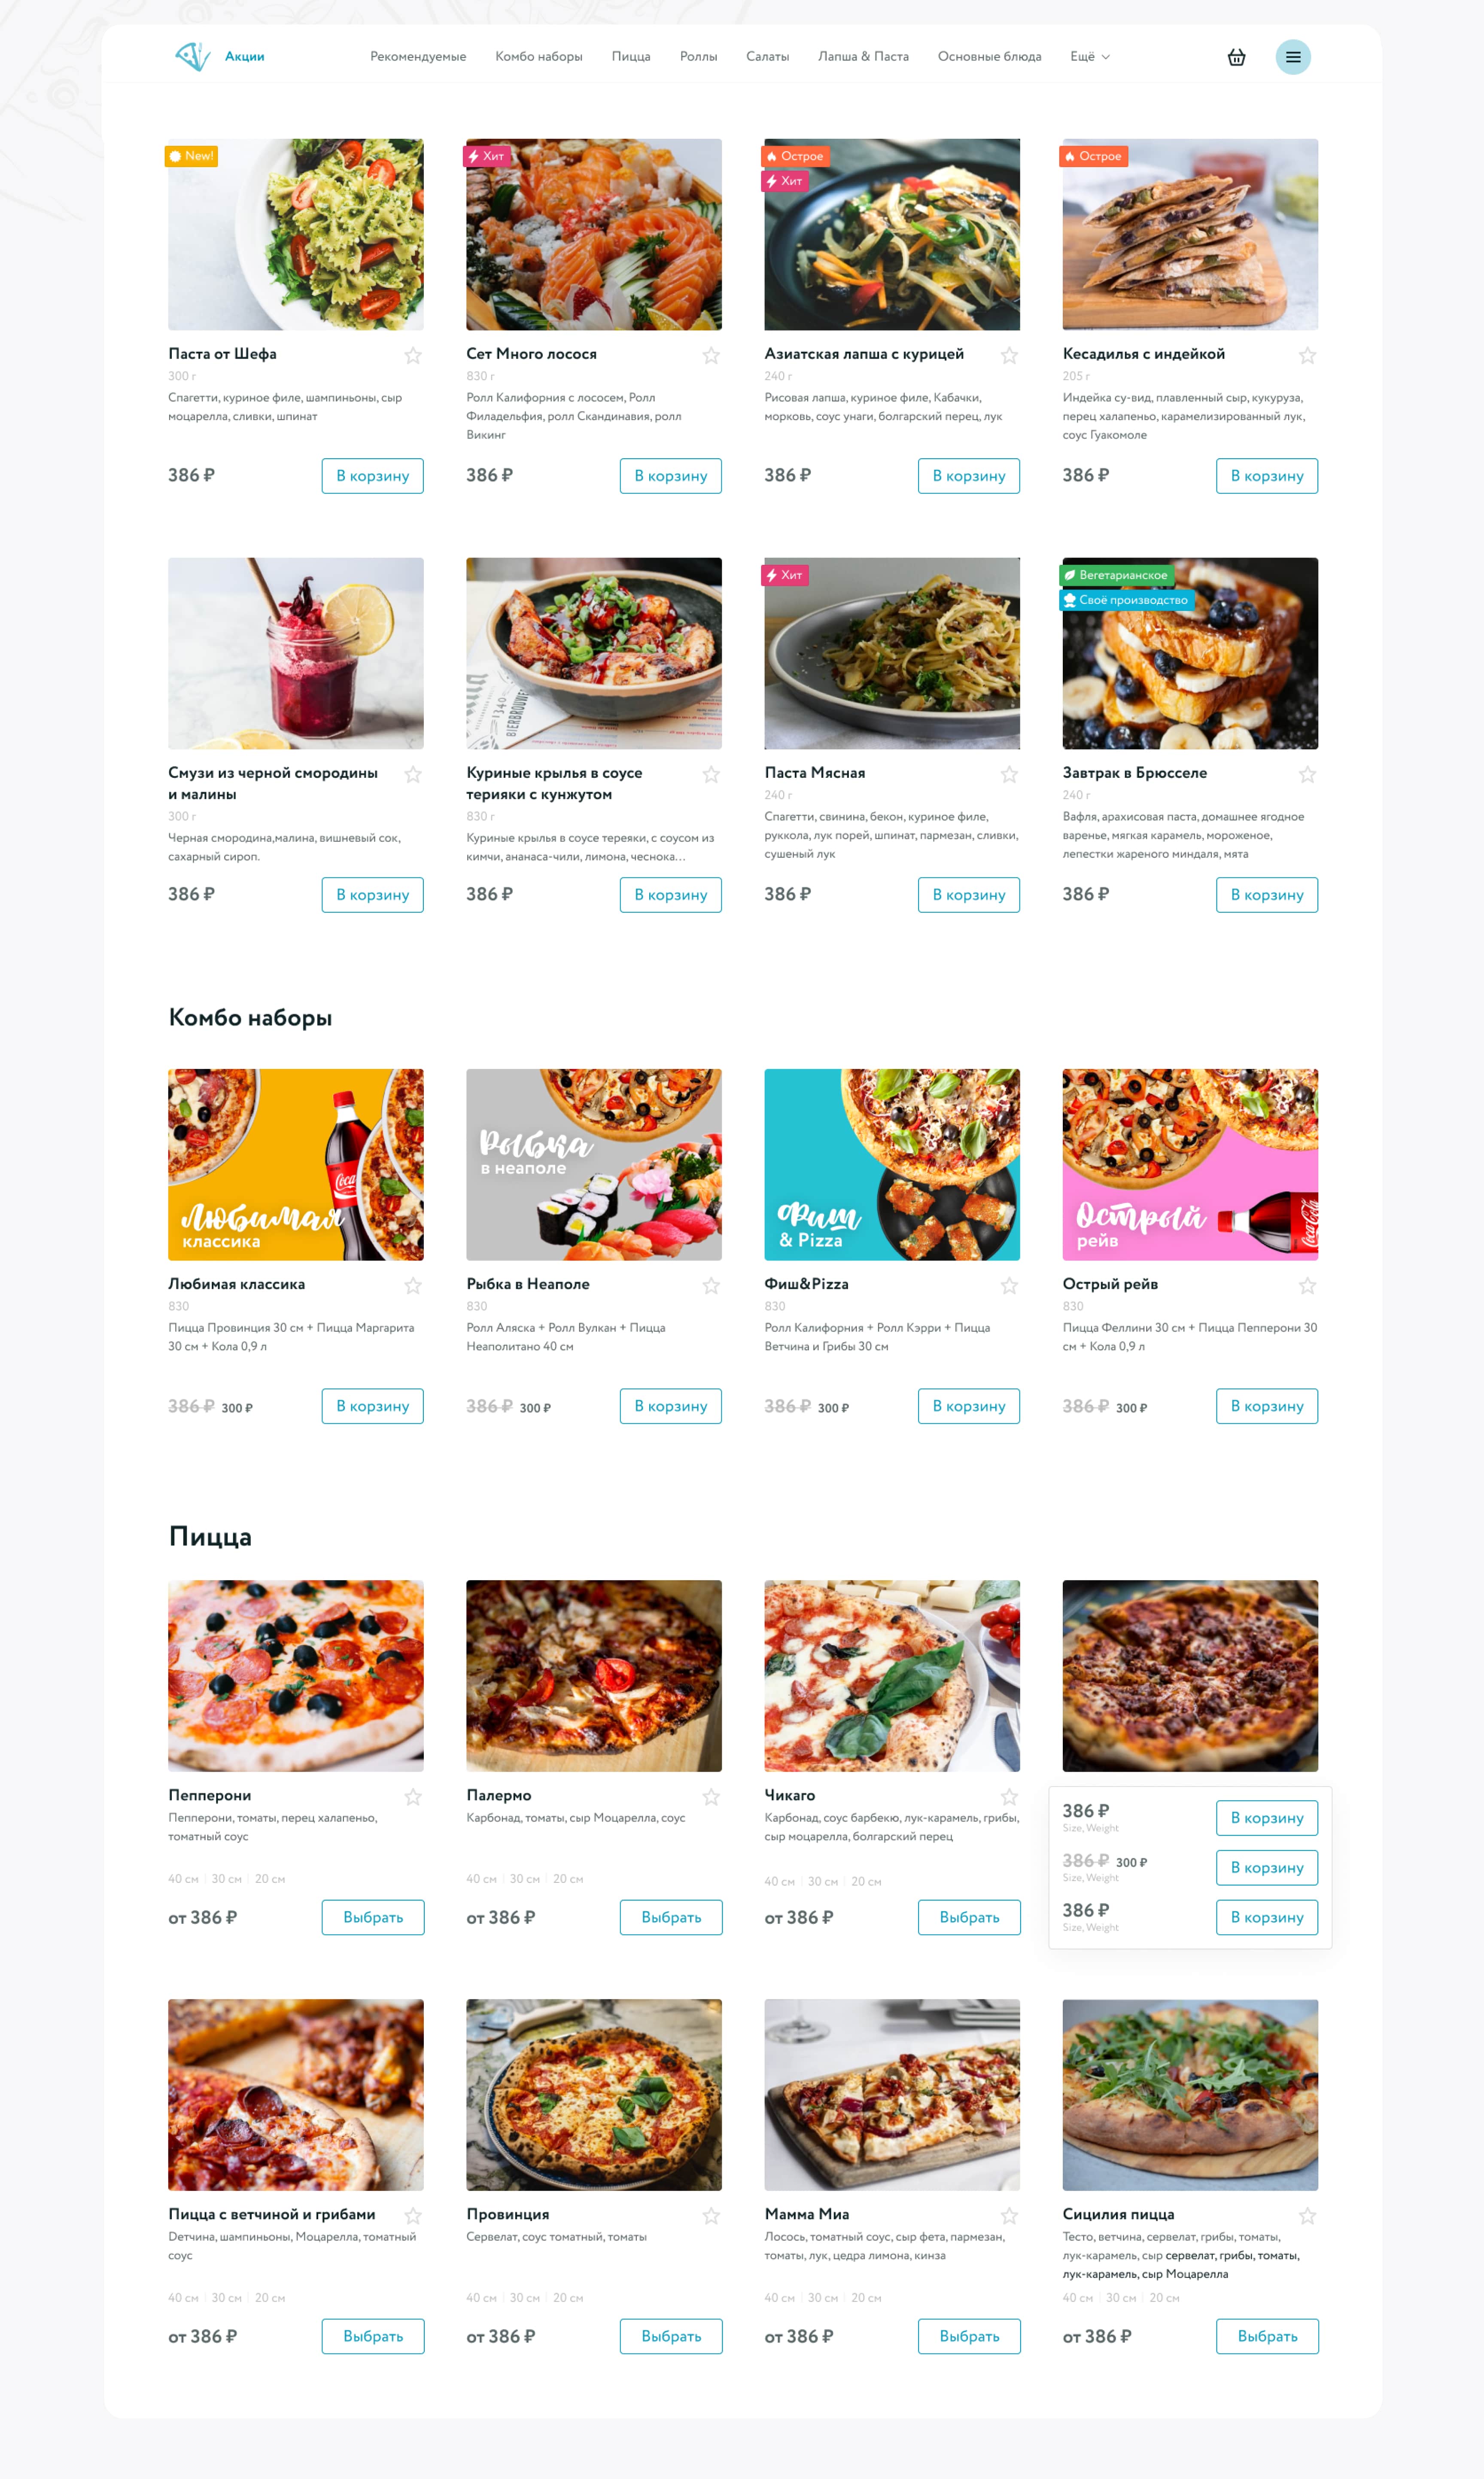 Акции
Рекомендуемые
Комбо наборы
Пицца
Роллы
Салаты
Лапша & Паста
Основные блюда
Ещё
New!
Хит
Острое
Хит
Острое
Паста от Шефа
300 г
Спагетти, куриное филе, шампиньоны, сыр
моцарелла, сливки, шпинат
386 ₽
В корзину
Сет Много лосося
830 г
Ролл Калифорния с лососем, Ролл
Филадельфия, ролл Скандинавия, ролл
Викинг
386 ₽
В корзину
Азиатская лапша с курицей
240 г
Рисовая лапша, куриное филе, Кабачки,
морковь, соус унаги, болгарский перец, лук
386 ₽
В корзину
Кесадилья с индейкой
205 г
Индейка су-вид, плавленный сыр, кукуруза,
перец халапеньо, карамелизированный лук,
соус Гуакомоле
386 ₽
В корзину
Хит
Вегетарианское
Своё производство
Смузи из черной смородины
и малины
300 г
Черная смородина,малина, вишневый сок,
сахарный сироп.
386 ₽
В корзину
Куриные крылья в соусе
терияки с кунжутом
830 г
Куриные крылья в соусе тереяки, с соусом из
кимчи, ананаса-чили, лимона, чеснока...
386 ₽
В корзину
Паста Мясная
240 г
Спагетти, свинина, бекон, куриное филе,
руккола, лук порей, шпинат, пармезан, сливки,
сушеный лук
386 ₽
В корзину
Завтрак в Брюсселе
240 г
Вафля, арахисовая паста, домашнее ягодное
варенье, мягкая карамель, мороженое,
лепестки жареного миндаля, мята
386 ₽
В корзину
Комбо наборы
Любимая
классика
Coca
Рыбка
в неаполе
Фиш
& Pizza
Острый
рейв
Coca-Cola
Любимая классика
830
Пицца Провинция 30 см + Пицца Маргарита
30 см + Кола 0,9 л
386 ₽ 300 ₽
В корзину
Рыбка в Неаполе
830
Ролл Аляска + Ролл Вулкан + Пицца
Неаполитано 40 см
386 ₽ 300 ₽
В корзину
Фиш&Pizza
830
Ролл Калифорния + Ролл Кэрри + Пицца
Ветчина и Грибы 30 см
386 ₽ 300 ₽
В корзину
Острый рейв
830
Пицца Феллини 30 см + Пицца Пепперони 30
см + Кола 0,9 л
386 ₽ 300 ₽
В корзину
Пицца
Пепперони
Пепперони, томаты, перец халапеньо,
томатный соус
40 см 30 см 20 см
от 386 ₽
Выбрать
Палермо
Карбонад, томаты, сыр Моцарелла, соус
40 см 30 см 20 см
от 386 ₽
Выбрать
Чикаго
Карбонад, соус барбекю, лук-карамель, грибы,
сыр моцарелла, болгарский перец
40 см 30 см 20 см
от 386 ₽
Выбрать
386 ₽
Size, Weight
В корзину
386 ₽ 300 ₽
Size, Weight
В корзину
386 ₽
Size, Weight
В корзину
Пицца с ветчиной и грибами
Dетчина, шампиньоны, Моцарелла, томатный
соус
40 см 30 см 20 см
от 386 ₽
Выбрать
Провинция
Сервелат, соус томатный, томаты
40 см 30 см 20 см
от 386 ₽
Выбрать
Мамма Миа
Лосось, томатный соус, сыр фета, пармезан,
томаты, лук, цедра лимона, кинза
40 см 30 см 20 см
от 386 ₽
Выбрать
Сицилия пицца
Тесто, ветчина, сервелат, грибы, томаты,
лук-карамель, сыр сервелат, грибы, томаты,
лук-карамель, сыр Моцарелла
40 см 30 см 20 см
от 386 ₽
Выбрать